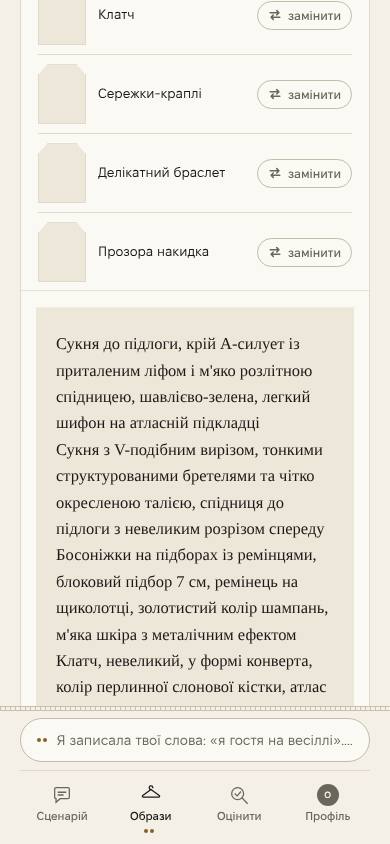 Клатч
замінити
Сережки-краплі
замінити
Делікатний браслет
замінити
Прозора накидка
замінити
Сукня до підлоги, крій А-силует із
приталеним ліфом і м'яко розлітною
спідницею, шавлієво-зелена, легкий
шифон на атласній підкладці
Сукня з V-подібним вирізом, тонкими
структурованими бретелями та чітко
окресленою талією, спідниця до
підлоги з невеликим розрізом спереду
Босоніжки на підборах із ремінцями,
блоковий підбор 7 см, ремінець на
щиколотці, золотистий колір шампань,
м'яка шкіра з металічним ефектом
Клатч, невеликий, у формі конверта,
колір перлинної слонової кістки, атлас
Я записала твої слова: «я гостя на весіллі»....
Сценарій
Образи
Оцінити
О
Профіль